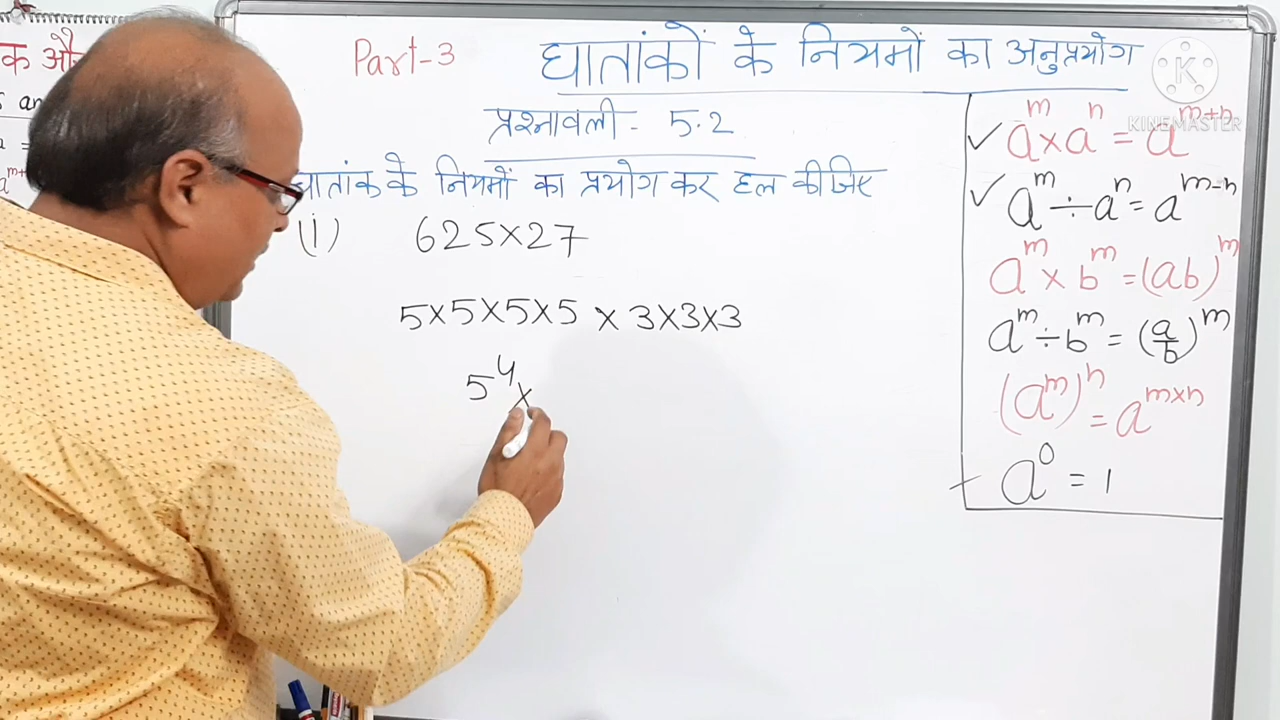 Part-3 घातांकों के नियमों का अनुप्रयोग
प्रश्नावली - 5.2
घातांक के नियमों का प्रयोग कर हल कीजिए
(i) 625×27
5×5×5×5 × 3×3×3
5⁴×
✓ aᵐ×aⁿ = aᵐ⁺ⁿ
✓ aᵐ÷aⁿ = aᵐ⁻ⁿ
aᵐ × bᵐ = (ab)ᵐ
aᵐ÷bᵐ = (a/b)ᵐ
(aᵐ)ⁿ = aᵐˣⁿ
a⁰ = 1
K
KINEMASTER